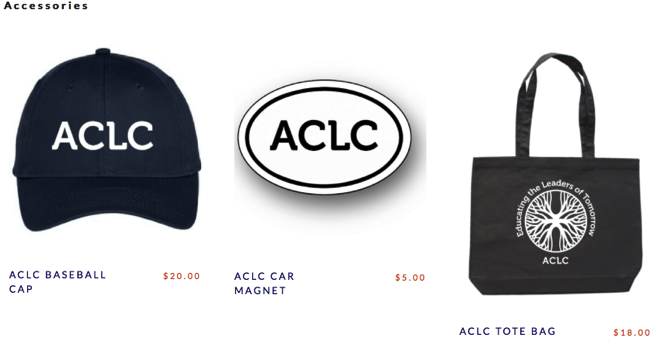 Accessories
ACLC
ACLC
Educating the Leaders of Tomorrow
ACLC
ACLC BASEBALL
CAP
$20.00
ACLC CAR
MAGNET
$5.00
ACLC TOTE BAG
$18.00